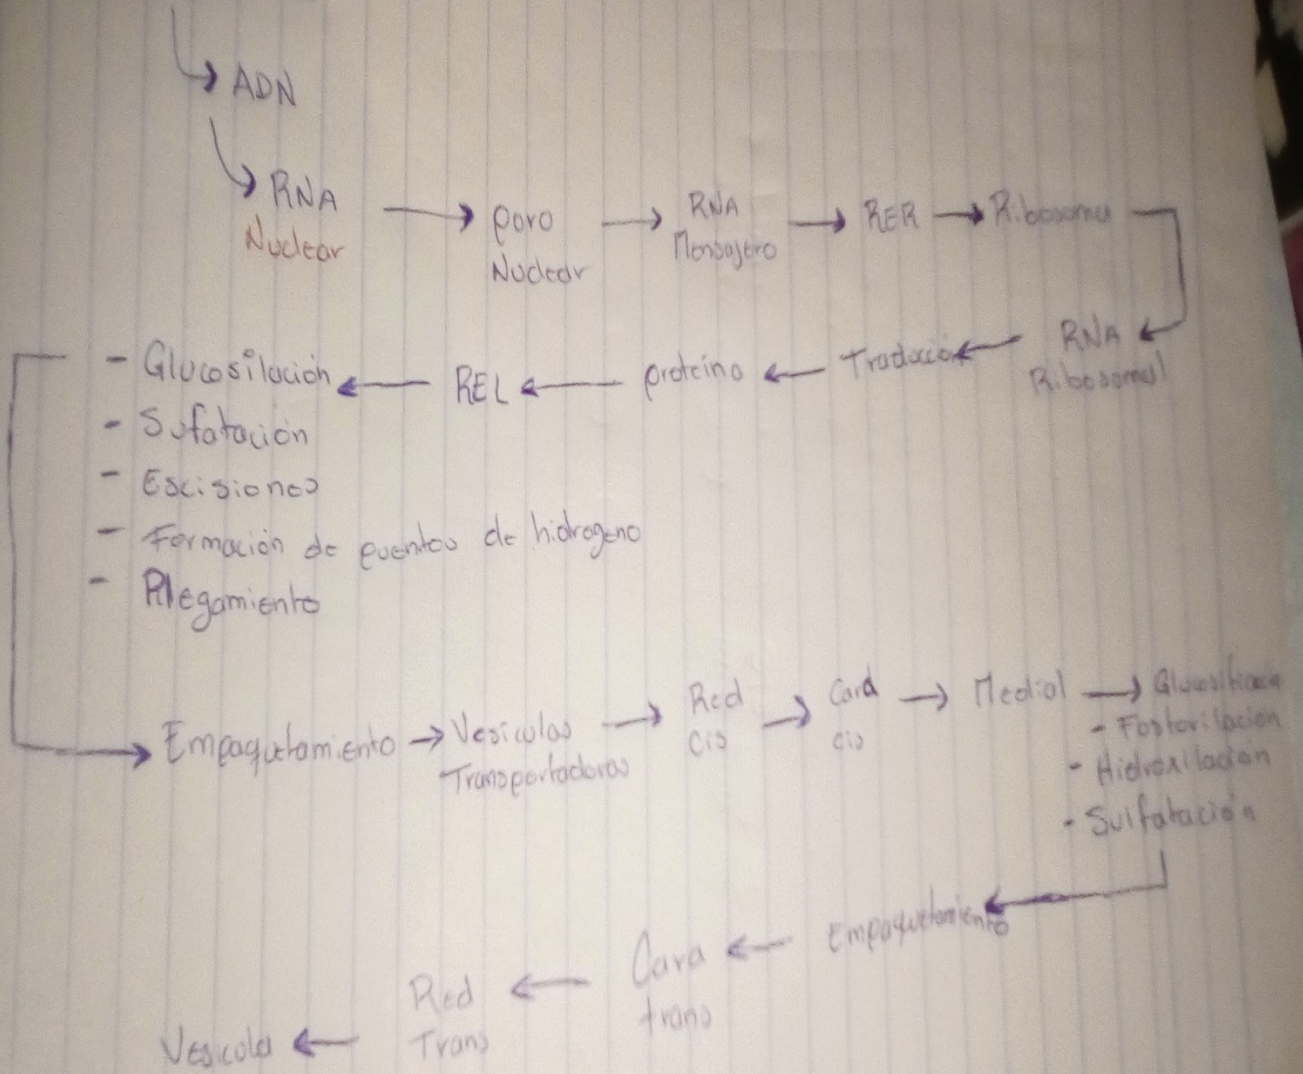 ADN
RNA
Nuclear
poro
Nuclear
RNA
Mensajero
RER
Ribosoma
RNA
Ribosomal
Traducción
proteína
REL
- Glucosilación
- Sufatación
- Escisiones
- Formación de puentes de hidrogeno
- Plegamiento
Empaquetamiento
Vesiculas
Transportadoras
Red
cis
Cara
cis
Medial
Glucosilación
- Fosforilación
- Hidroxilación
- Sulfatación
Empaquetamiento
Cara
trans
Red
Trans
Vesicula